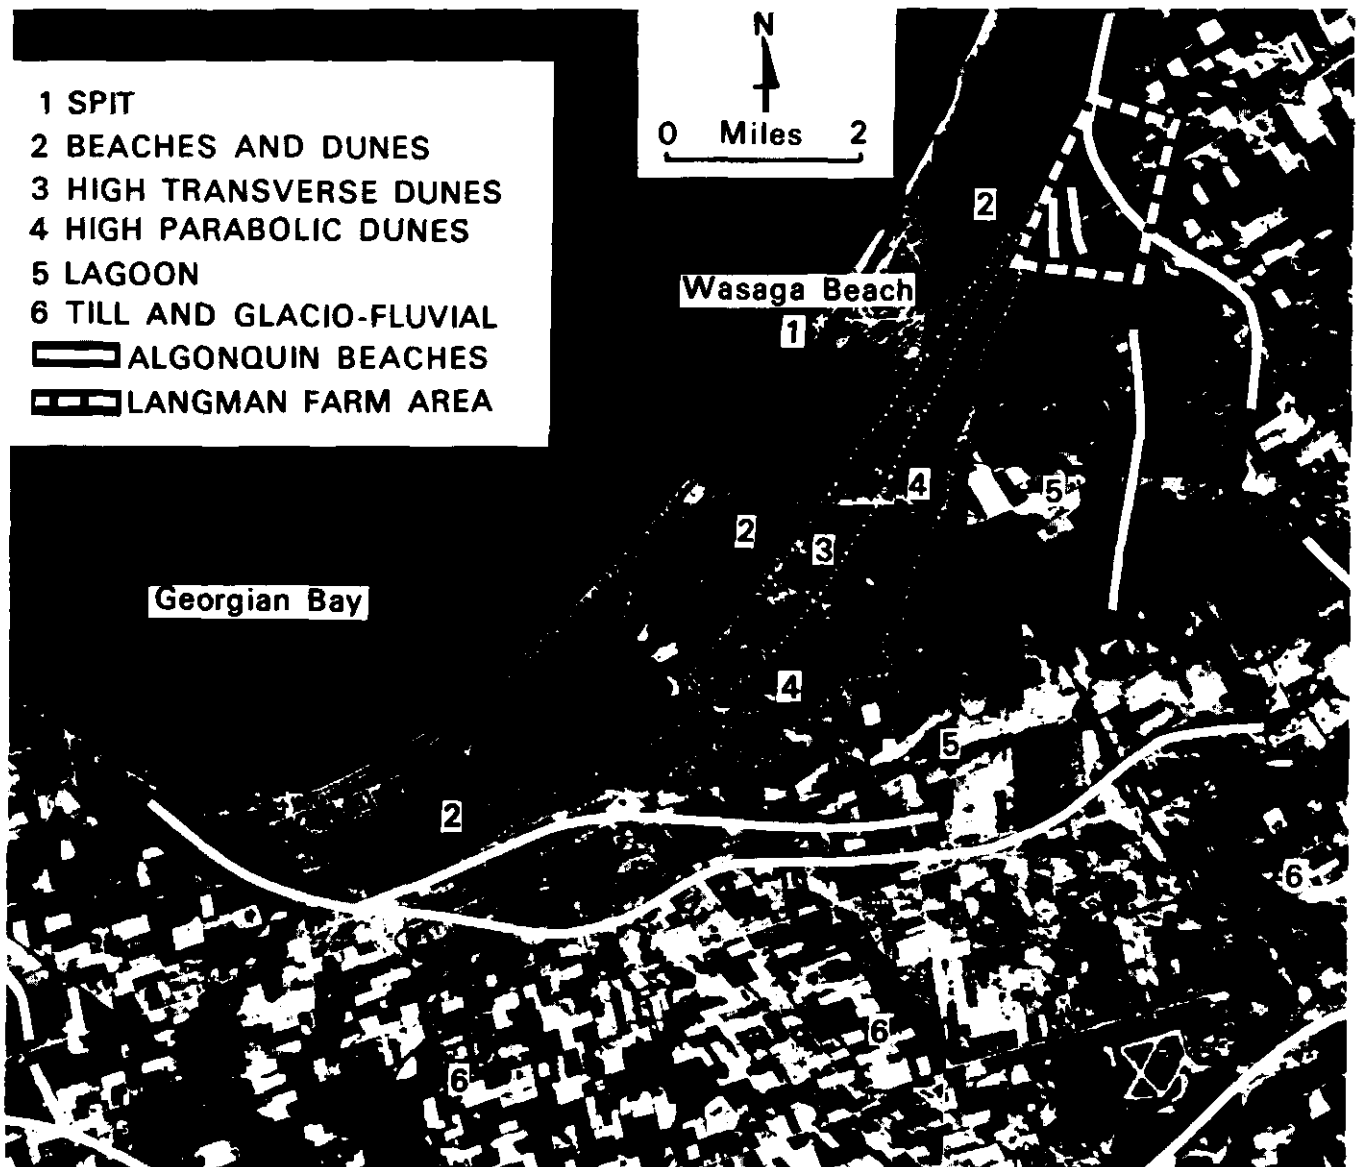 N
0 Miles 2
1 SPIT
2 BEACHES AND DUNES
3 HIGH TRANSVERSE DUNES
4 HIGH PARABOLIC DUNES
5 LAGOON
6 TILL AND GLACIO-FLUVIAL
ALGONQUIN BEACHES
LANGMAN FARM AREA
2
Wasaga Beach
1
4
5
2
3
Georgian Bay
4
5
2
6
6
6